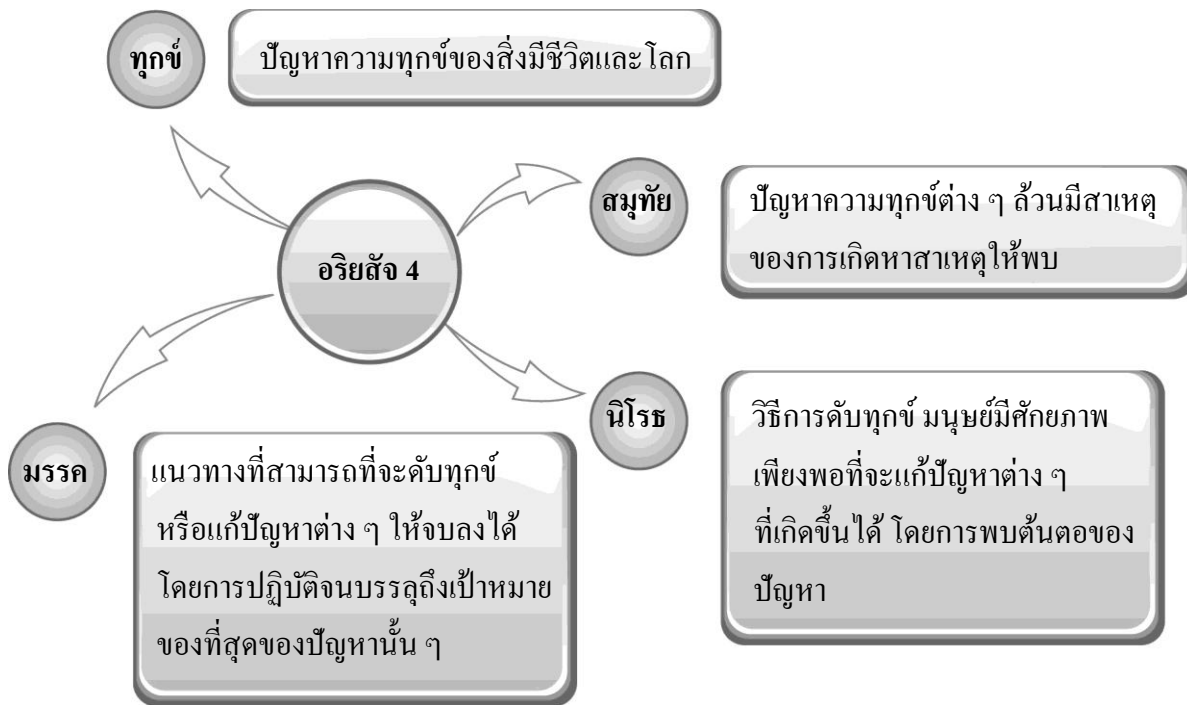 ทุกข์
ปัญหาความทุกข์ของสิ่งมีชีวิตและโลก
อริยสัจ 4
สมุทัย
ปัญหาความทุกข์ต่าง ๆ ล้วนมีสาเหตุ
ของการเกิดหาสาเหตุให้พบ
นิโรธ
วิธีการดับทุกข์ มนุษย์มีศักยภาพ
เพียงพอที่จะแก้ปัญหาต่าง ๆ
ที่เกิดขึ้นได้ โดยการพบต้นตอของ
ปัญหา
มรรค
แนวทางที่สามารถที่จะดับทุกข์
หรือแก้ปัญหาต่าง ๆ ให้จบลงได้
โดยการปฏิบัติจนบรรลุถึงเป้าหมาย
ของที่สุดของปัญหานั้น ๆ